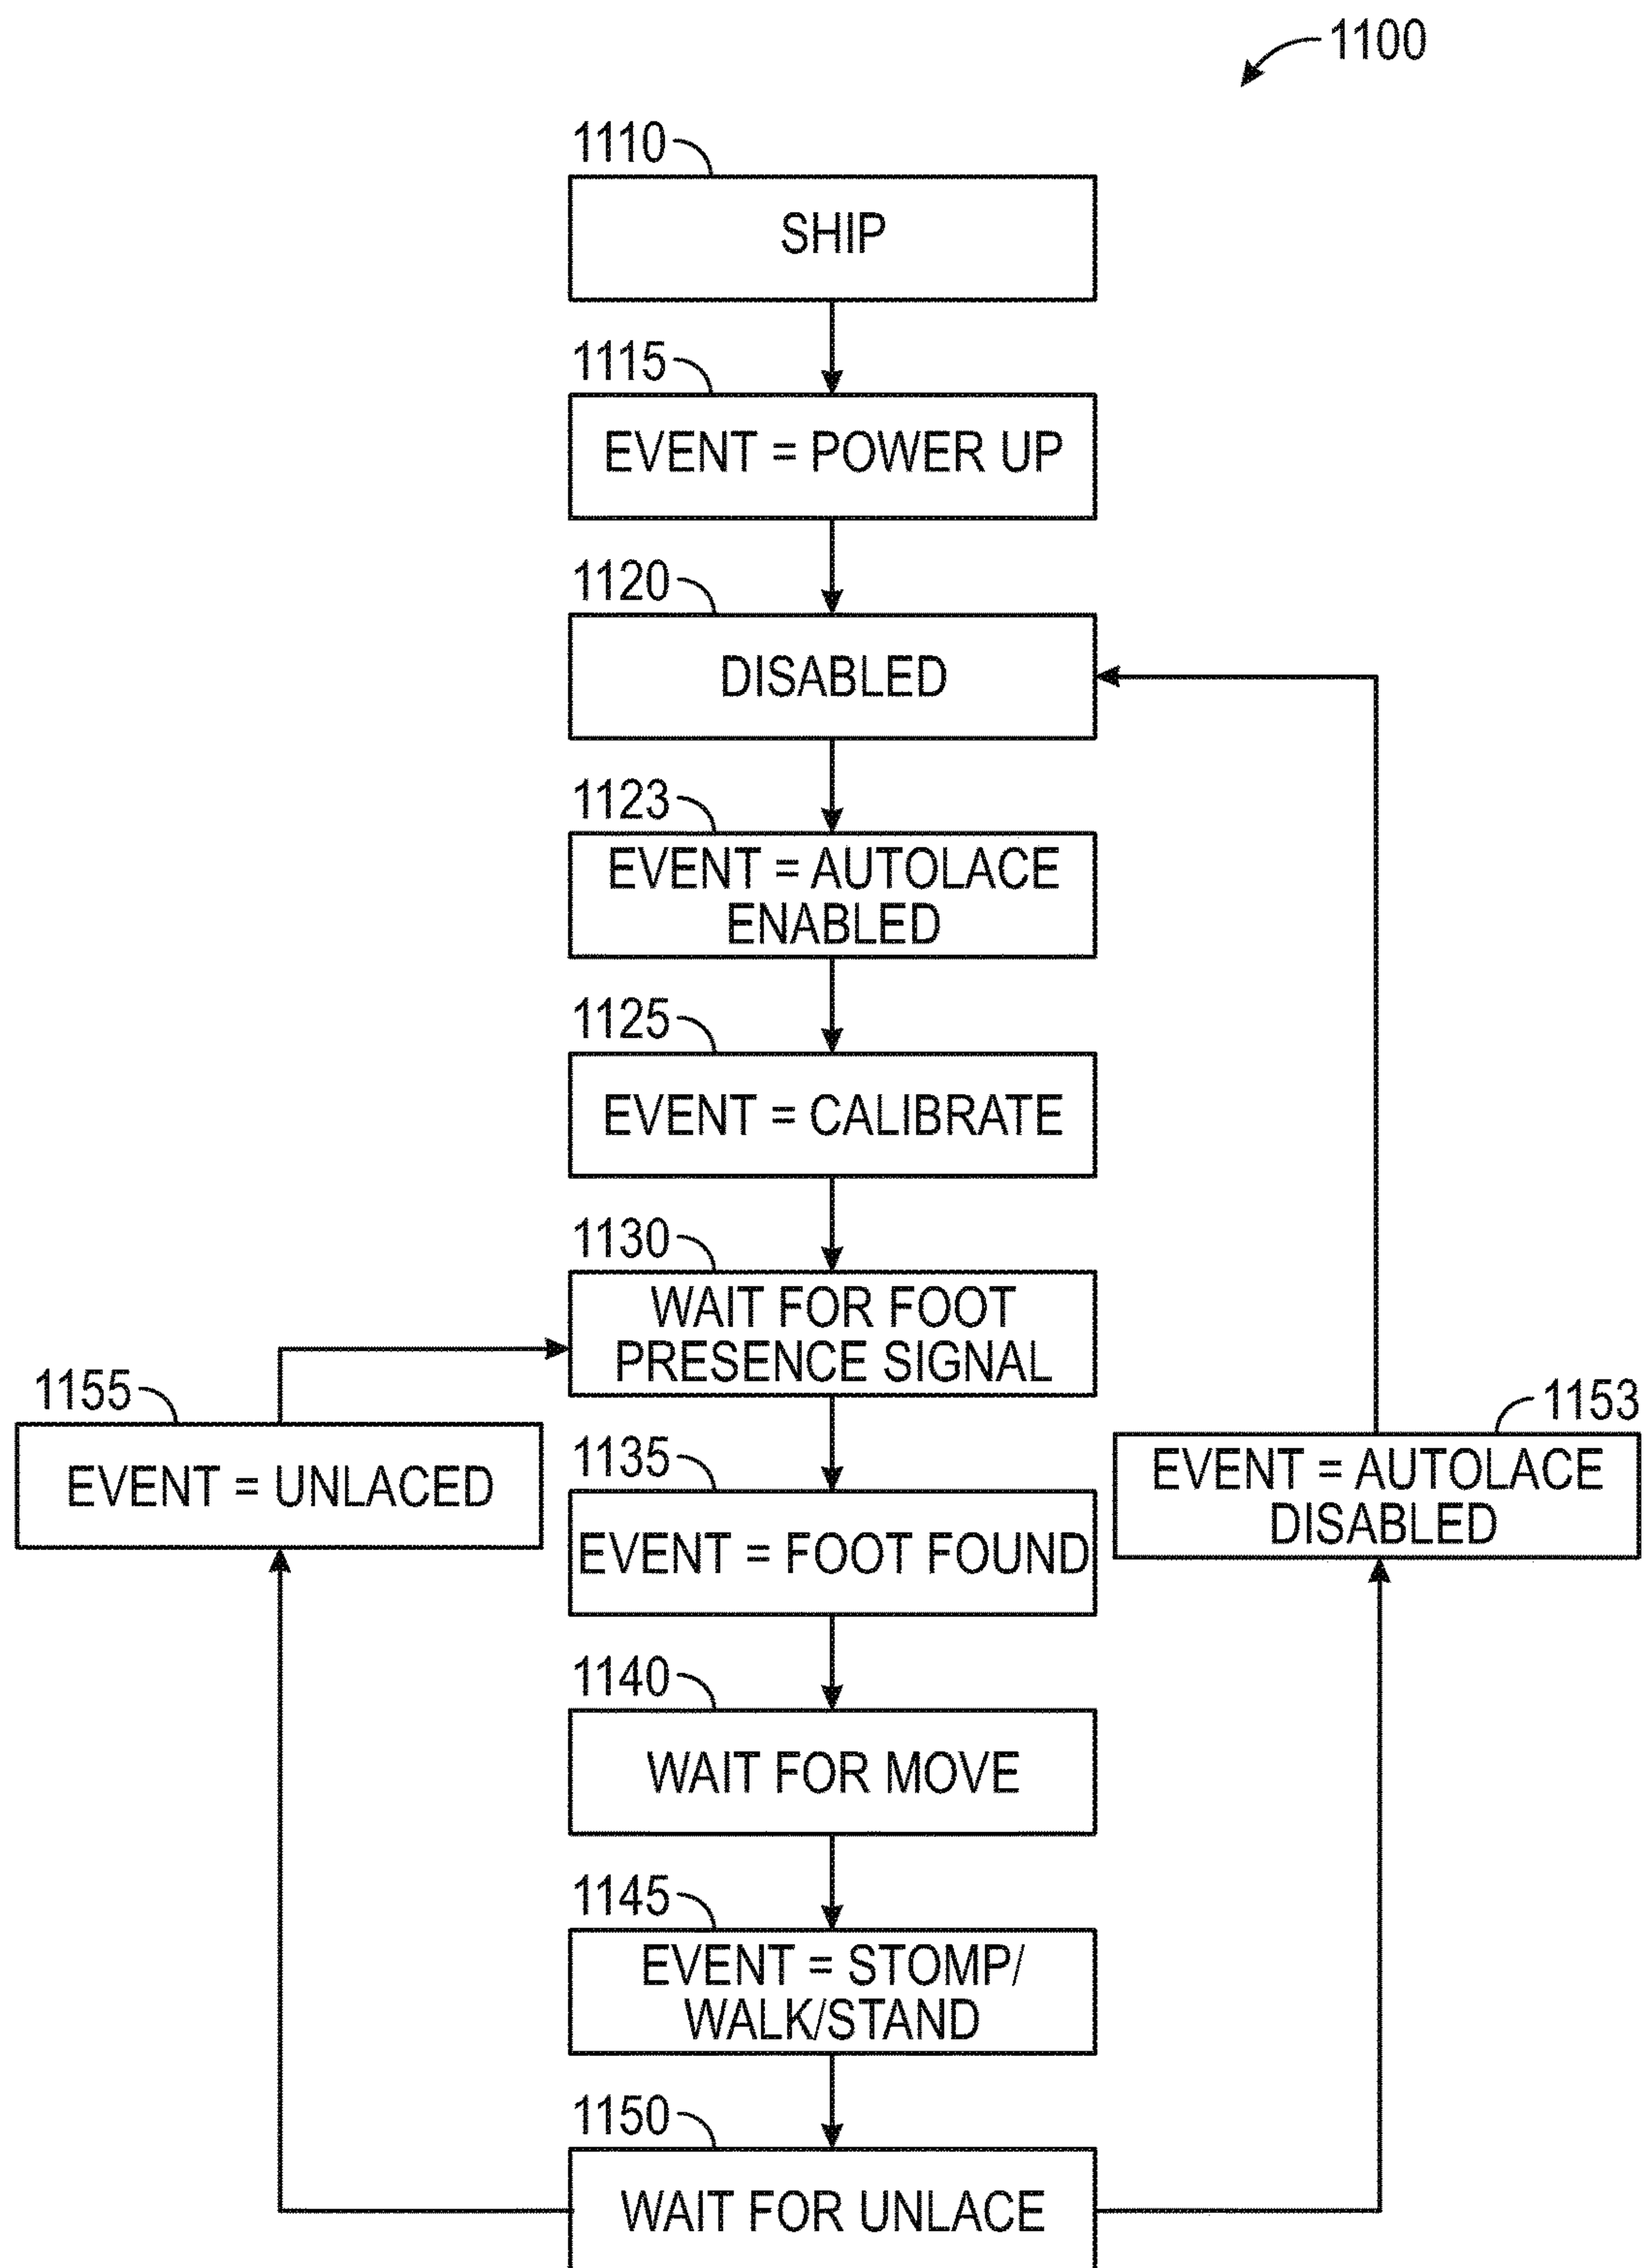 1100
1110
SHIP
1115
EVENT = POWER UP
1120
DISABLED
1123
EVENT = AUTOLACE
ENABLED
1125
EVENT = CALIBRATE
1130
WAIT FOR FOOT
PRESENCE SIGNAL
1155
EVENT = UNLACED
1153
EVENT = AUTOLACE
DISABLED
1135
EVENT = FOOT FOUND
1140
WAIT FOR MOVE
1145
EVENT = STOMP/
WALK/STAND
1150
WAIT FOR UNLACE